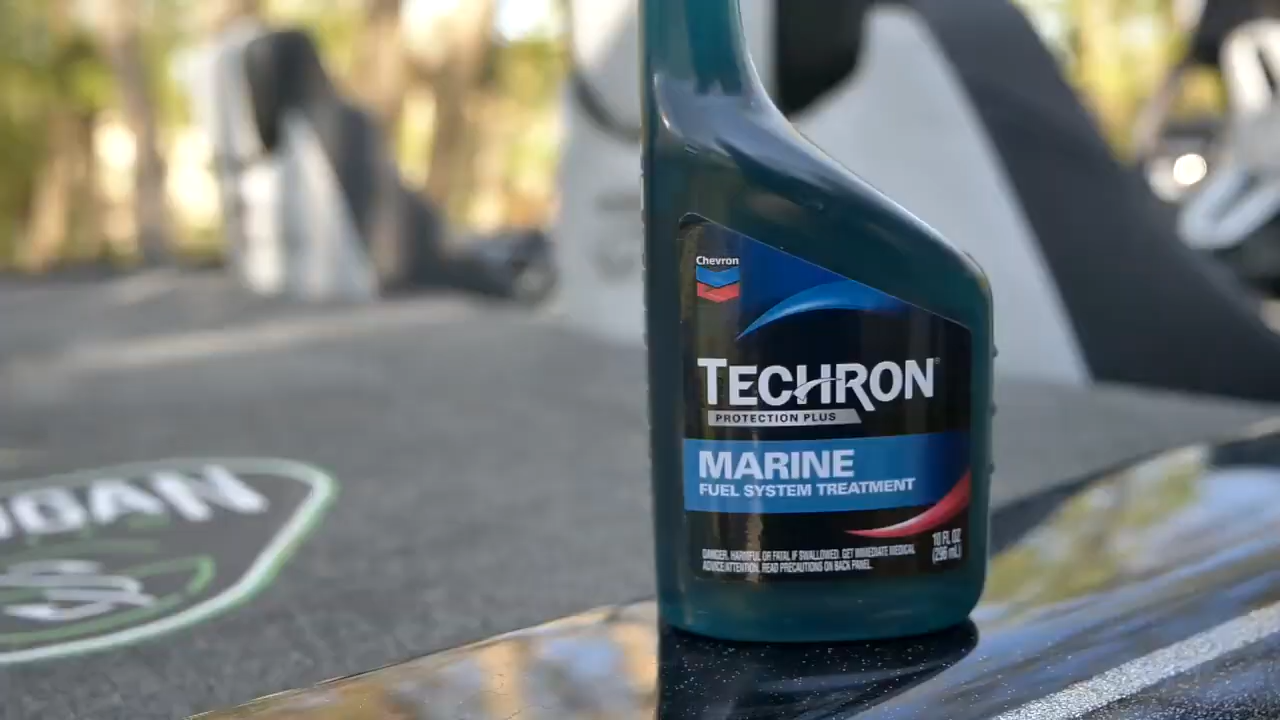 Chevron
TECHRON®
PROTECTION PLUS
MARINE
FUEL SYSTEM TREATMENT
DANGER. HARMFUL OR FATAL IF SWALLOWED. GET IMMEDIATE MEDICAL
ADVICE/ATTENTION. READ PRECAUTIONS ON BACK PANEL.
10 FL OZ
(296 mL)